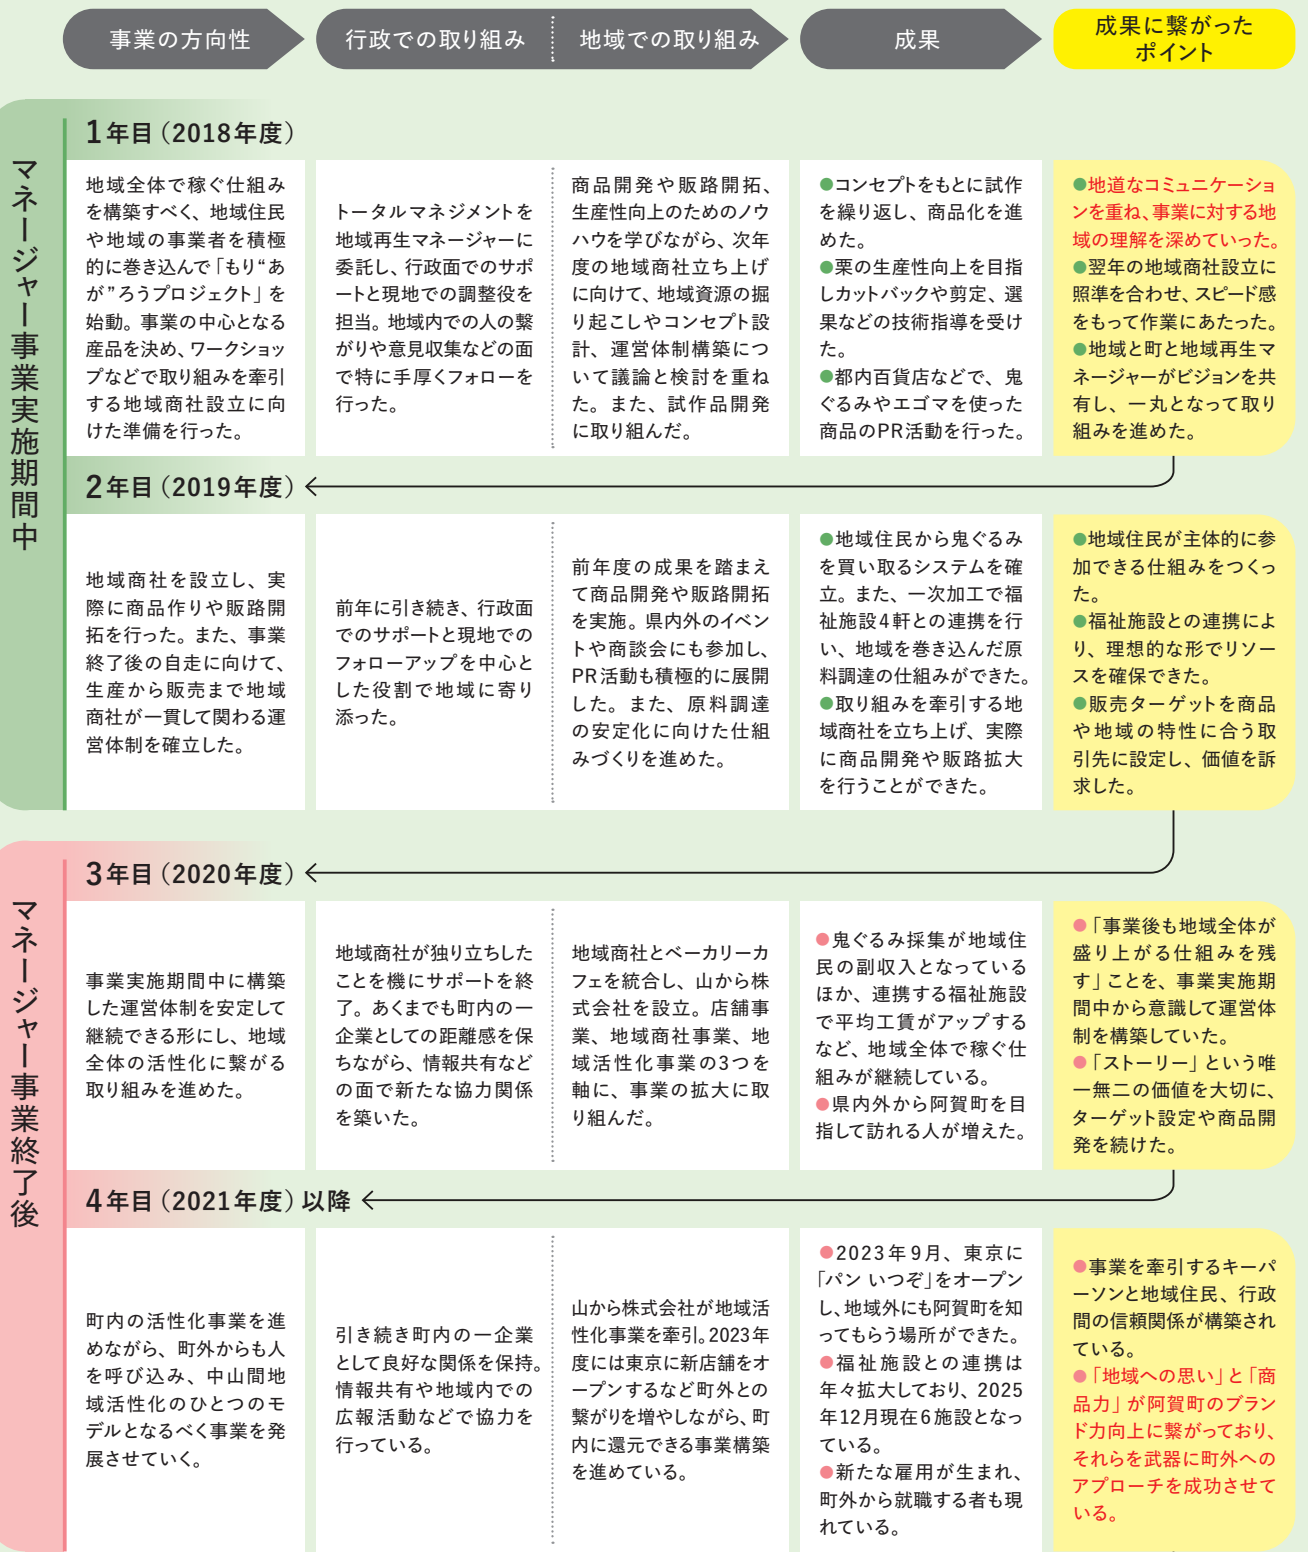 事業の方向性
行政での取り組み
地域での取り組み
成果
成果に繋がった
ポイント
マネージャー事業実施期間中
1年目（2018年度）
地域全体で稼ぐ仕組み
を構築すべく、地域住民
や地域の事業者を積極
的に巻き込んで「もり“あ
が”ろうプロジェクト」を
始動。事業の中心となる
産品を決め、ワークショッ
プなどで取り組みを牽引
する地域商社設立に向
けた準備を行った。
トータルマネジメントを
地域再生マネージャーに
委託し、行政面でのサポ
ートと現地での調整役を
担当。地域内での人の繋
がりや意見収集などの面
で特に手厚くフォローを
行った。
商品開発や販路開拓、
生産性向上のためのノウ
ハウを学びながら、次年
度の地域商社立ち上げ
に向けて、地域資源の掘
り起こしやコンセプト設
計、運営体制構築につ
いて議論と検討を重ね
た。また、試作品開発
に取り組んだ。
●コンセプトをもとに試作
を繰り返し、商品化を進
めた。
●栗の生産性向上を目指
しカットバックや剪定、選
果などの技術指導を受け
た。
●都内百貨店などで、鬼
ぐるみやエゴマを使った
商品のPR活動を行った。
●地道なコミュニケーショ
ンを重ね、事業に対する地
域の理解を深めていった。
●翌年の地域商社設立に
照準を合わせ、スピード感
をもって作業にあたった。
●地域と町と地域再生マ
ネージャーがビジョンを共
有し、一丸となって取り
組みを進めた。
2年目（2019年度）
地域商社を設立し、実
際に商品作りや販路開
拓を行った。また、事業
終了後の自走に向けて、
生産から販売まで地域
商社が一貫して関わる運
営体制を確立した。
前年に引き続き、行政面
でのサポートと現地での
フォローアップを中心と
した役割で地域に寄り
添った。
前年度の成果を踏まえ
て商品開発や販路開拓
を実施。県内外のイベン
トや商談会にも参加し、
PR活動も積極的に展開
した。また、原料調達
の安定化に向けた仕組
みづくりを進めた。
●地域住民から鬼ぐるみ
を買い取るシステムを確
立。また、一次加工で福
祉施設4軒との連携を行
い、地域を巻き込んだ原
料調達の仕組みができた。
●取り組みを牽引する地
域商社を立ち上げ、実際
に商品開発や販路拡大
を行うことができた。
●地域住民が主体的に参
加できる仕組みをつくっ
た。
●福祉施設との連携によ
り、理想的な形でリソー
スを確保できた。
●販売ターゲットを商品
や地域の特性に合う取
引先に設定し、価値を訴
求した。
マネージャー事業終了後
3年目（2020年度）
事業実施期間中に構築
した運営体制を安定して
継続できる形にし、地域
全体の活性化に繋がる
取り組みを進めた。
地域商社が独り立ちした
ことを機にサポートを終
了。あくまでも町内の一
企業としての距離感を保
ちながら、情報共有など
の面で新たな協力関係
を築いた。
地域商社とベーカリーカ
フェを統合し、山から株
式会社を設立。店舗事
業、地域商社事業、地
域活性化事業の3つを
軸に、事業の拡大に取
り組んだ。
●鬼ぐるみ採集が地域住
民の副収入となっている
ほか、連携する福祉施設
で平均工賃がアップする
など、地域全体で稼ぐ仕
組みが継続している。
●県内外から阿賀町を目
指して訪れる人が増えた。
●「事業後も地域全体が
盛り上がる仕組みを残
す」ことを、事業実施期
間中から意識して運営体
制を構築していた。
●「ストーリー」という唯
一無二の価値を大切に、
ターゲット設定や商品開
発を続けた。
4年目（2021年度）以降
町内の活性化事業を進
めながら、町外からも人
を呼び込み、中山間地
域活性化のひとつのモ
デルとなるべく事業を発
展させていく。
引き続き町内の一企業
として良好な関係を保持。
情報共有や地域内での
広報活動などで協力を
行っている。
山から株式会社が地域活
性化事業を牽引。2023年
度には東京に新店舗をオ
ープンするなど町外との
繋がりを増やしながら、町
内に還元できる事業構築
を進めている。
●2023年9月、東京に
「パン いつぞ」をオープン
し、地域外にも阿賀町を知
ってもらう場所ができた。
●福祉施設との連携は
年々拡大しており、2025
年12月現在6施設となっ
ている。
●新たな雇用が生まれ、
町外から就職する者も現
れている。
●事業を牽引するキーパ
ーソンと地域住民、行政
間の信頼関係が構築され
ている。
●「地域への思い」と「商
品力」が阿賀町のブラン
ド力向上に繋がっており、
それらを武器に町外への
アプローチを成功させて
いる。